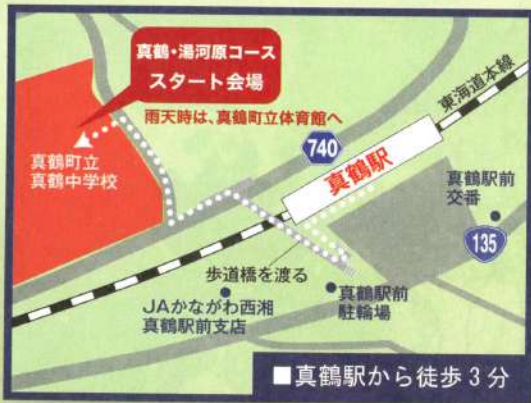 真鶴・湯河原コース
スタート会場
雨天時は、真鶴町立体育館へ
真鶴町立
真鶴中学校
740
東海道本線
真鶴駅
真鶴駅前
交番
135
歩道橋を渡る
JAかながわ西湘
真鶴駅前支店
真鶴駅前
駐輪場
■真鶴駅から徒歩3分